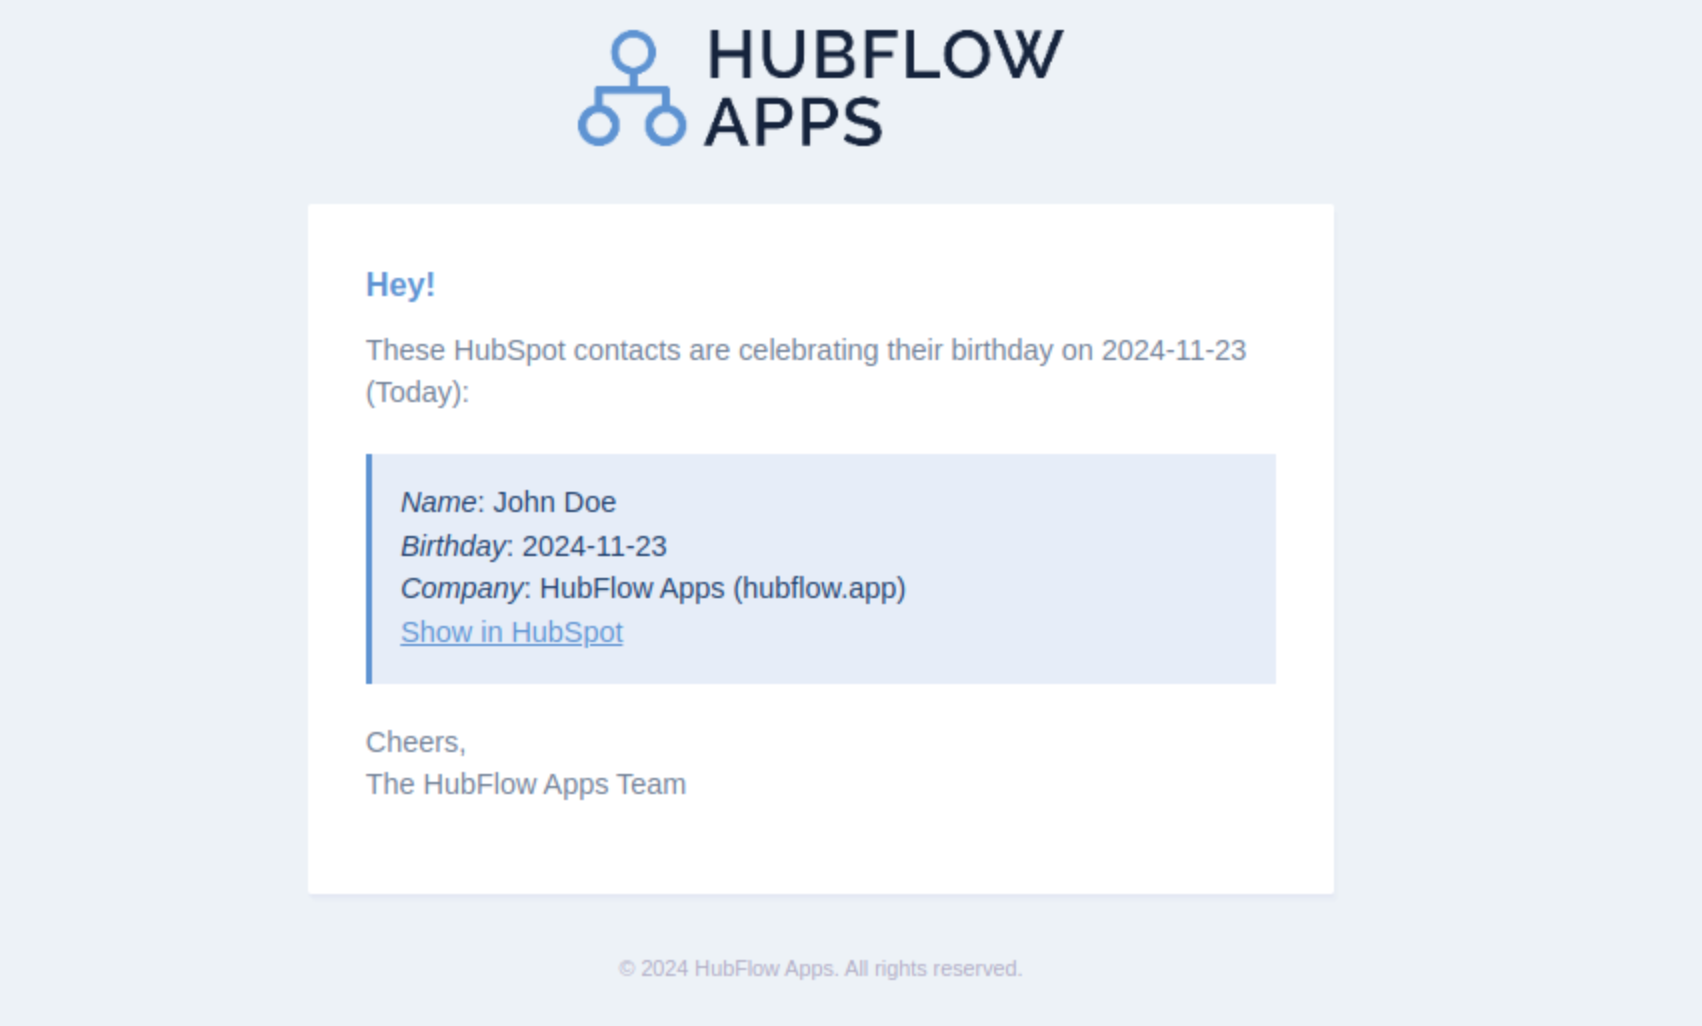 HUBFLOW
APPS
Hey!
These HubSpot contacts are celebrating their birthday on 2024-11-23
(Today):
Name: John Doe
Birthday: 2024-11-23
Company: HubFlow Apps (hubflow.app)
Show in HubSpot
Cheers,
The HubFlow Apps Team
© 2024 HubFlow Apps. All rights reserved.